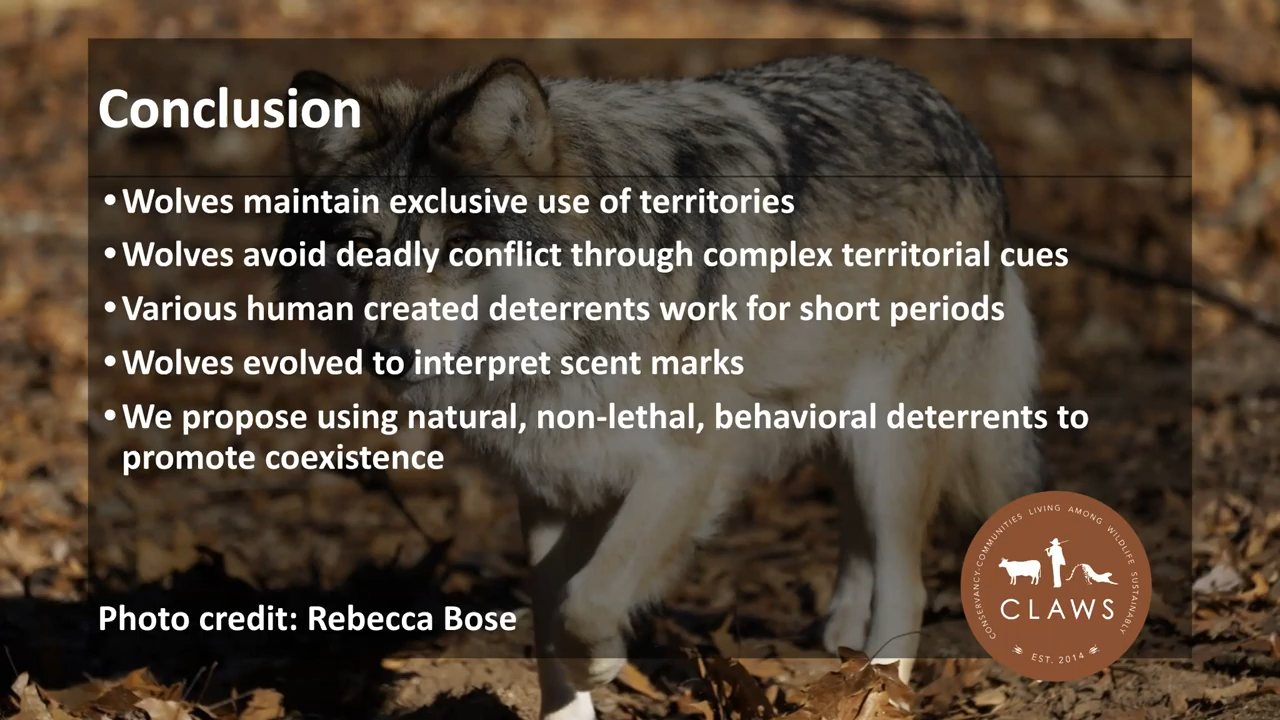 Conclusion
•Wolves maintain exclusive use of territories
•Wolves avoid deadly conflict through complex territorial cues
•Various human created deterrents work for short periods
•Wolves evolved to interpret scent marks
•We propose using natural, non-lethal, behavioral deterrents to
promote coexistence
Photo credit: Rebecca Bose
CONSERVANCY·COMMUNITIES LIVING AMONG WILDLIFE SUSTAINABLY
CLAWS
EST. 2014